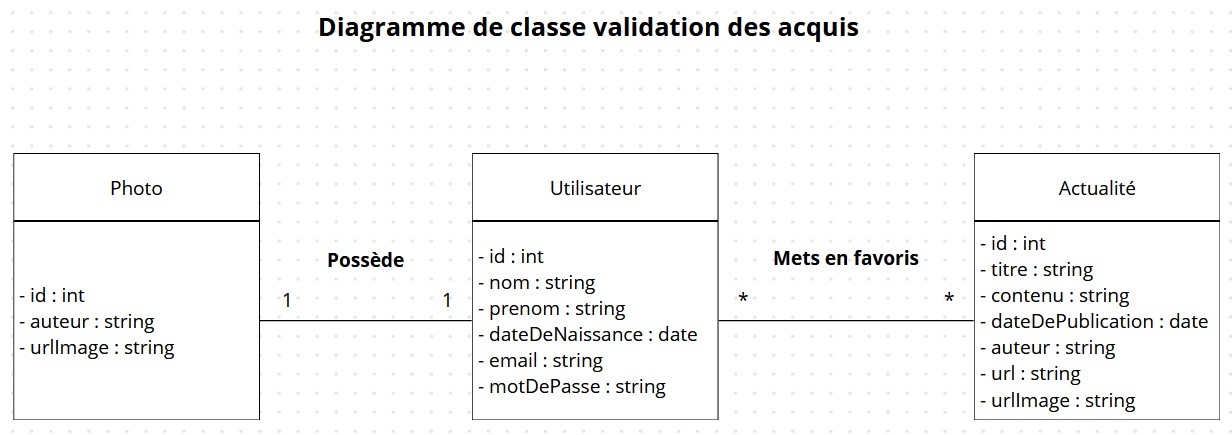 Diagramme de classe validation des acquis
Photo
- id : int
- auteur : string
- urlImage : string
Possède
1
1
Utilisateur
- id : int
- nom : string
- prenom : string
- dateDeNaissance : date
- email : string
- motDePasse : string
Mets en favoris
*
*
Actualité
- id : int
- titre : string
- contenu : string
- dateDePublication : date
- auteur : string
- url : string
- urlImage : string